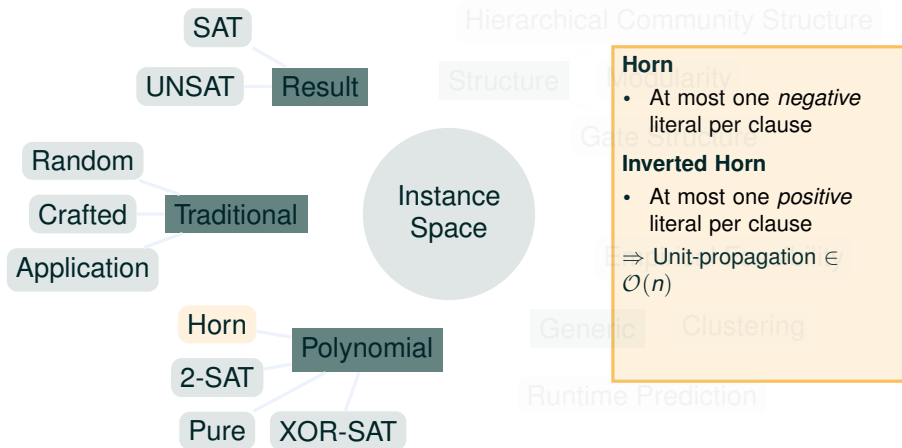 Hierarchical Community Structure
SAT
UNSAT
Result
Structure
Modularity
Gate Structure
Random
Crafted
Application
Traditional
Instance
Space
Horn
• At most one negative
literal per clause
Inverted Horn
• At most one positive
literal per clause
⇒ Unit-propagation ∈
O(n)
Empirical Feasibility
Horn
2-SAT
Pure
XOR-SAT
Polynomial
Generic
Clustering
Runtime Prediction